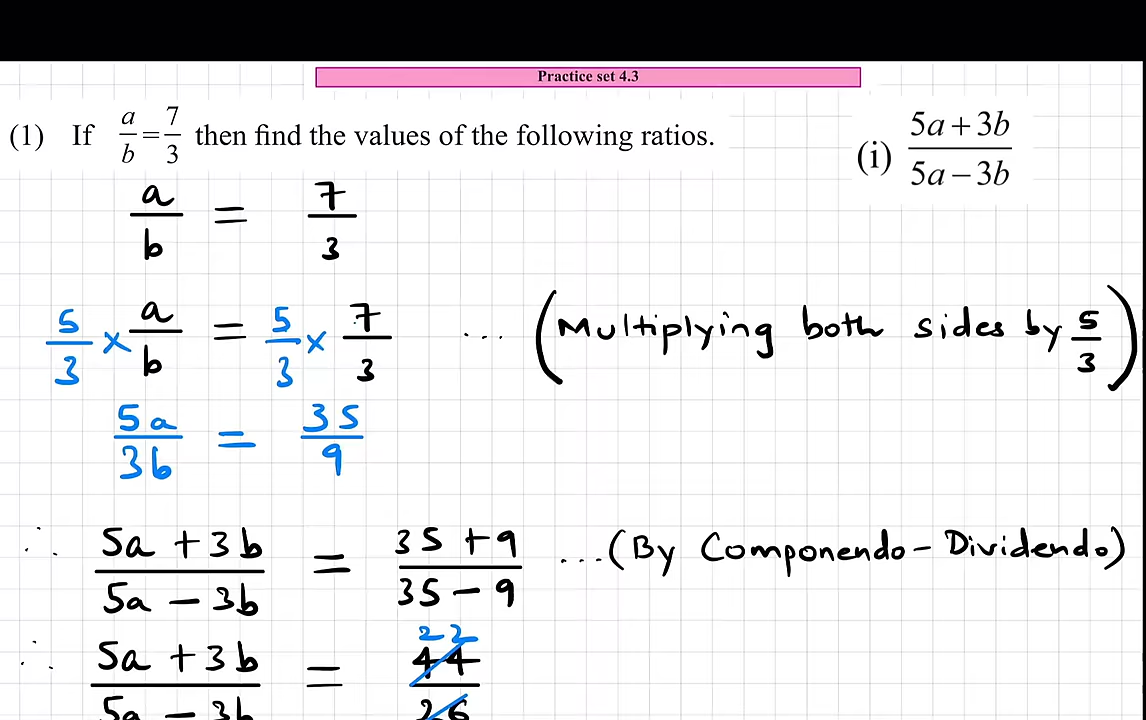 Practice set 4.3
(1) If a/b = 7/3 then find the values of the following ratios.
(i) 5a + 3b / 5a − 3b
a/b = 7/3
5/3 × a/b = 5/3 × 7/3 ... (Multiplying both sides by 5/3)
5a/3b = 35/9
∴ 5a + 3b / 5a − 3b = 35 + 9 / 35 − 9 ... (By Componendo - Dividendo)
22
∴ 5a + 3b / 5a − 3b = 44 / 26